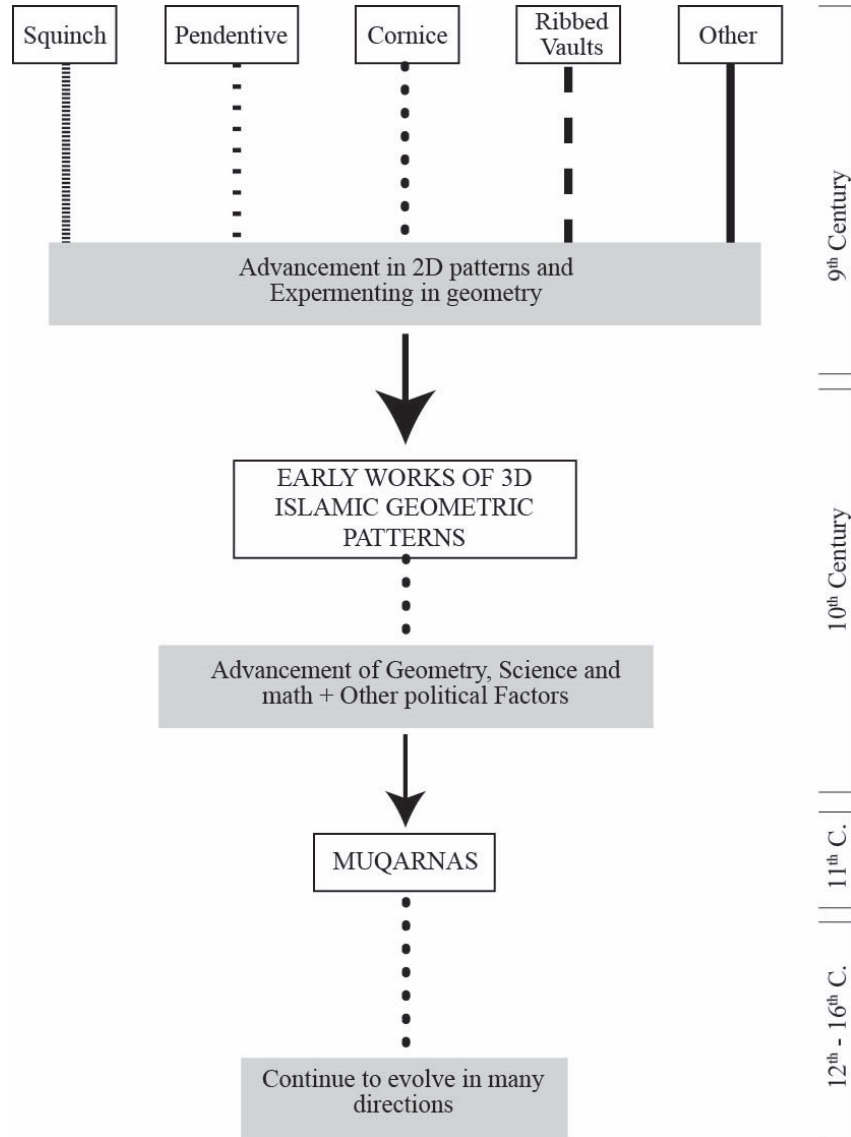 Squinch
Pendentive
Cornice
Ribbed
Vaults
Other
Advancement in 2D patterns and
Expermenting in geometry
9th Century
EARLY WORKS OF 3D
ISLAMIC GEOMETRIC
PATTERNS
Advancement of Geometry, Science and
math + Other political Factors
10th Century
MUQARNAS
11th C.
Continue to evolve in many
directions
12th - 16th C.